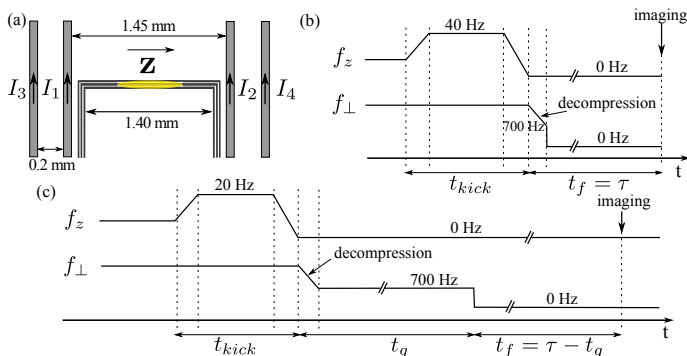 (a)
1.45 mm
Z
I3 I1 I2 I4
1.40 mm
0.2 mm
(b)
imaging
40 Hz
fz
0 Hz
f⊥
decompression
700 Hz
0 Hz
t
tkick
tf = τ
(c)
imaging
20 Hz
fz
0 Hz
f⊥
decompression
700 Hz
0 Hz
t
tkick
tg
tf = τ − tg